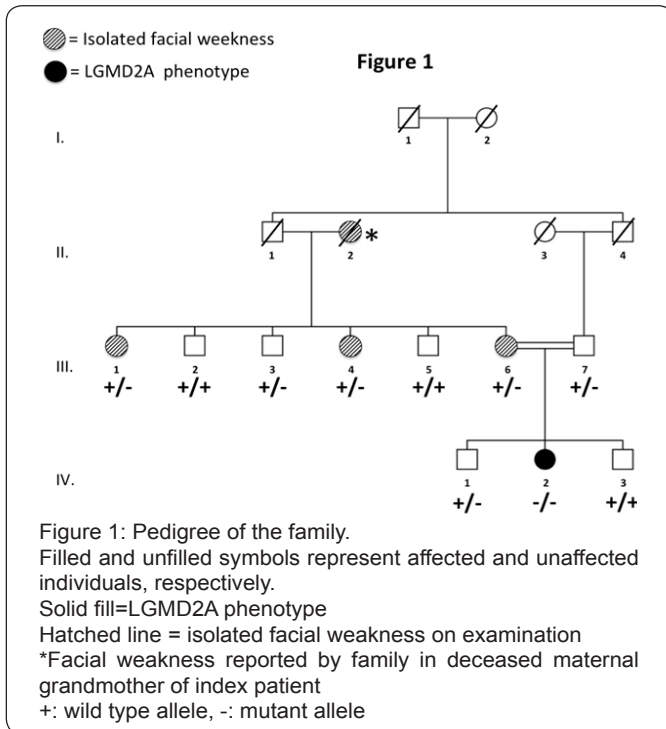 = Isolated facial weekness
= LGMD2A phenotype
Figure 1
I.
1 2
II.
1 2 * 3 4
III.
1 2 3 4 5 6 7
+/- +/+ +/- +/- +/+ +/- +/-
IV.
1 2 3
+/- -/- +/+
Figure 1: Pedigree of the family.
Filled and unfilled symbols represent affected and unaffected
individuals, respectively.
Solid fill=LGMD2A phenotype
Hatched line = isolated facial weakness on examination
*Facial weakness reported by family in deceased maternal
grandmother of index patient
+: wild type allele, -: mutant allele